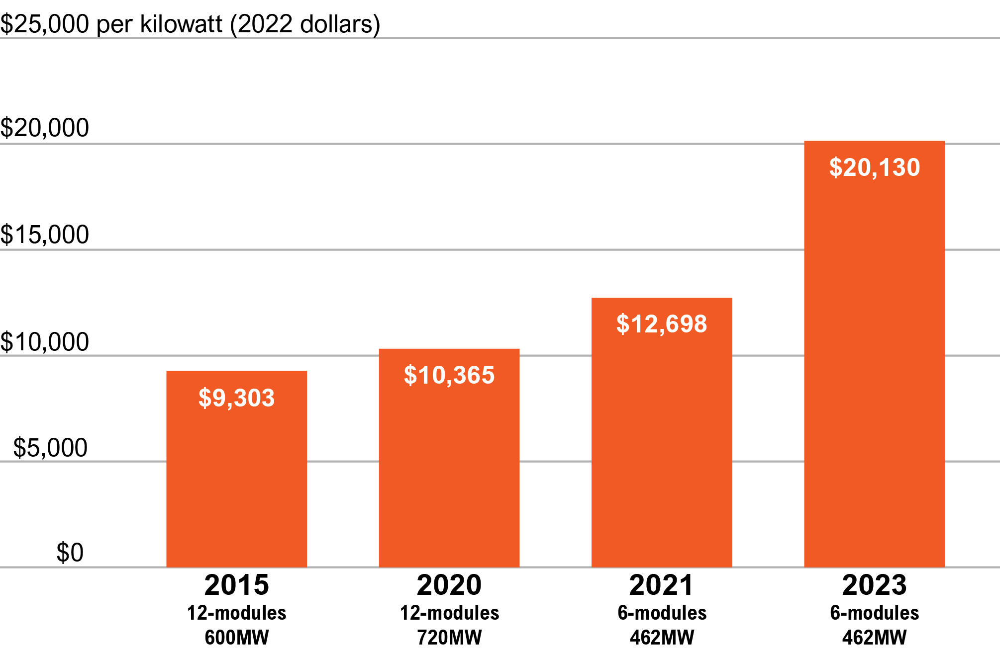 $25,000 per kilowatt (2022 dollars)
$20,000
$15,000
$10,000
$5,000
$0
$9,303
$10,365
$12,698
$20,130
2015
12-modules
600MW
2020
12-modules
720MW
2021
6-modules
462MW
2023
6-modules
462MW